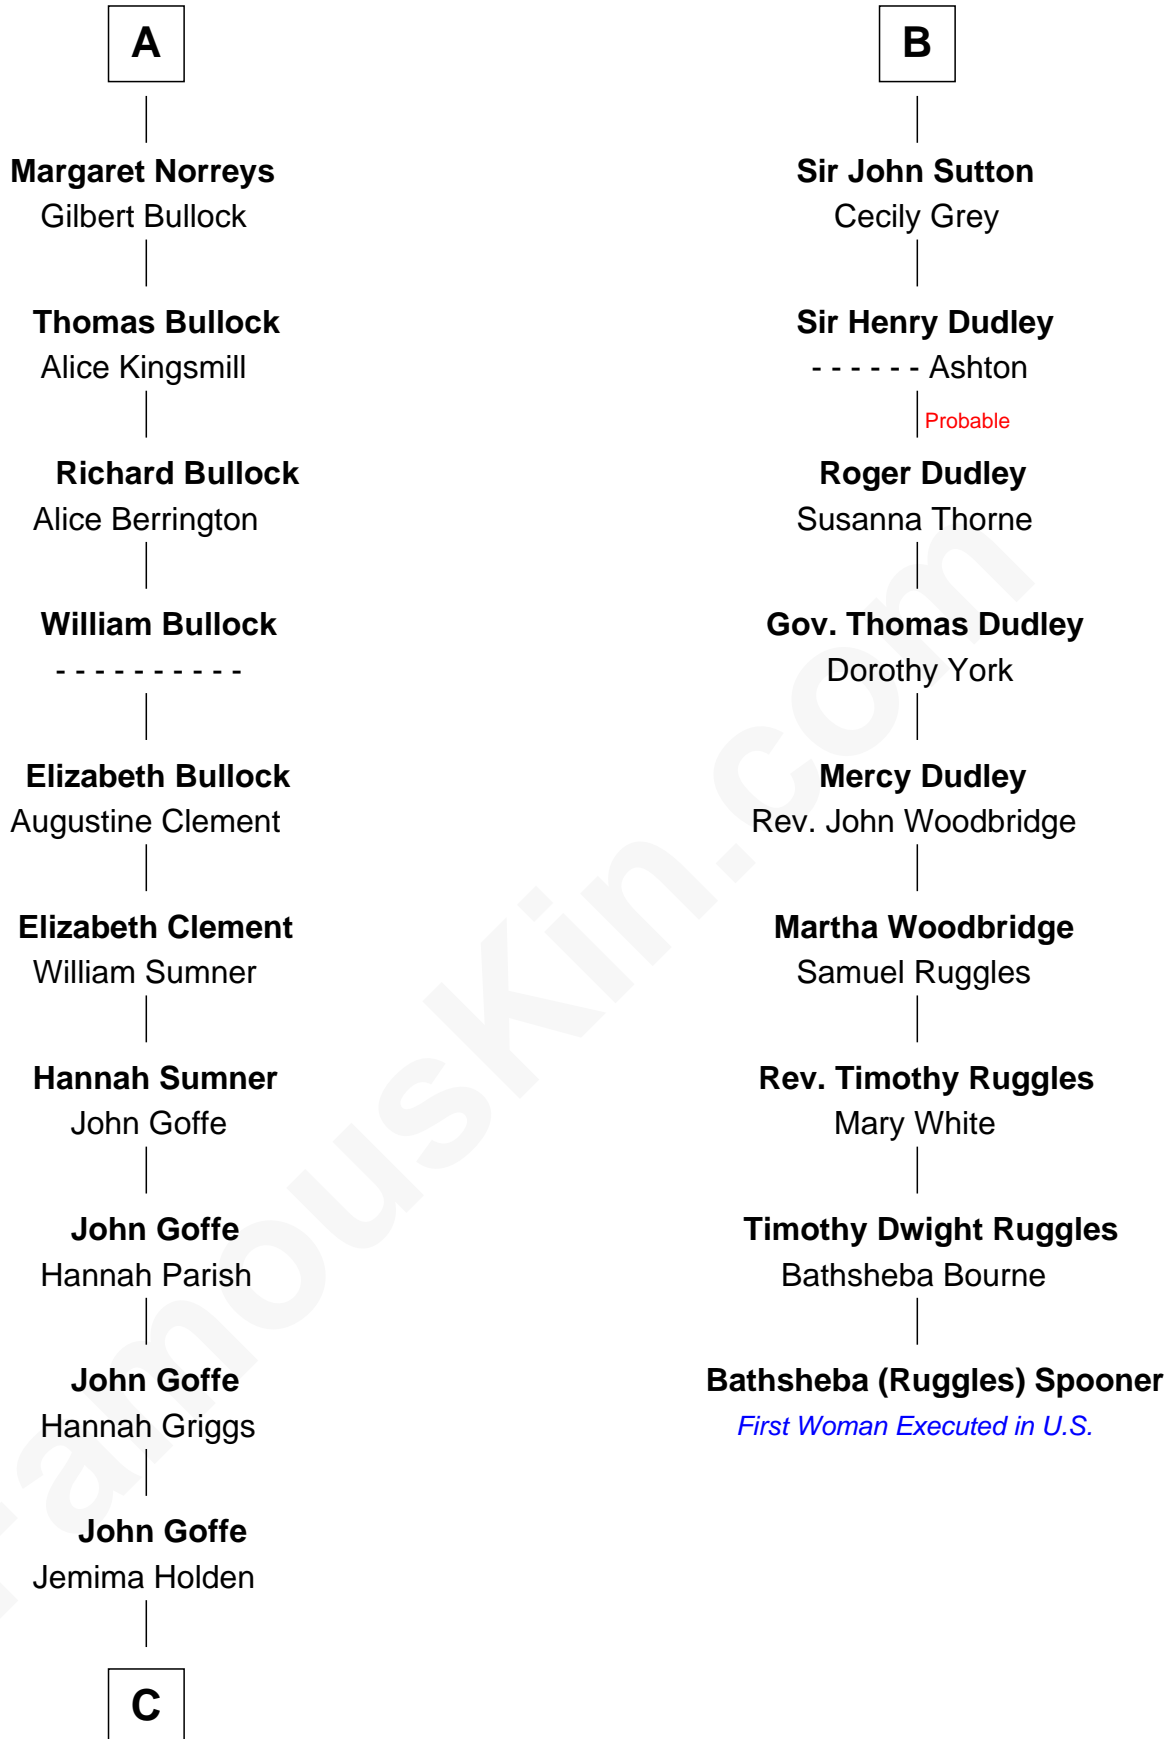 A
Margaret Norreys
Gilbert Bullock
Thomas Bullock
Alice Kingsmill
Richard Bullock
Alice Berrington
William Bullock
- - - - - - - - - -
Elizabeth Bullock
Augustine Clement
Elizabeth Clement
William Sumner
Hannah Sumner
John Goffe
John Goffe
Hannah Parish
John Goffe
Hannah Griggs
John Goffe
Jemima Holden
C
B
Sir John Sutton
Cecily Grey
Sir Henry Dudley
- - - - - - Ashton
Probable
Roger Dudley
Susanna Thorne
Gov. Thomas Dudley
Dorothy York
Mercy Dudley
Rev. John Woodbridge
Martha Woodbridge
Samuel Ruggles
Rev. Timothy Ruggles
Mary White
Timothy Dwight Ruggles
Bathsheba Bourne
Bathsheba (Ruggles) Spooner
First Woman Executed in U.S.
FamousKin.com